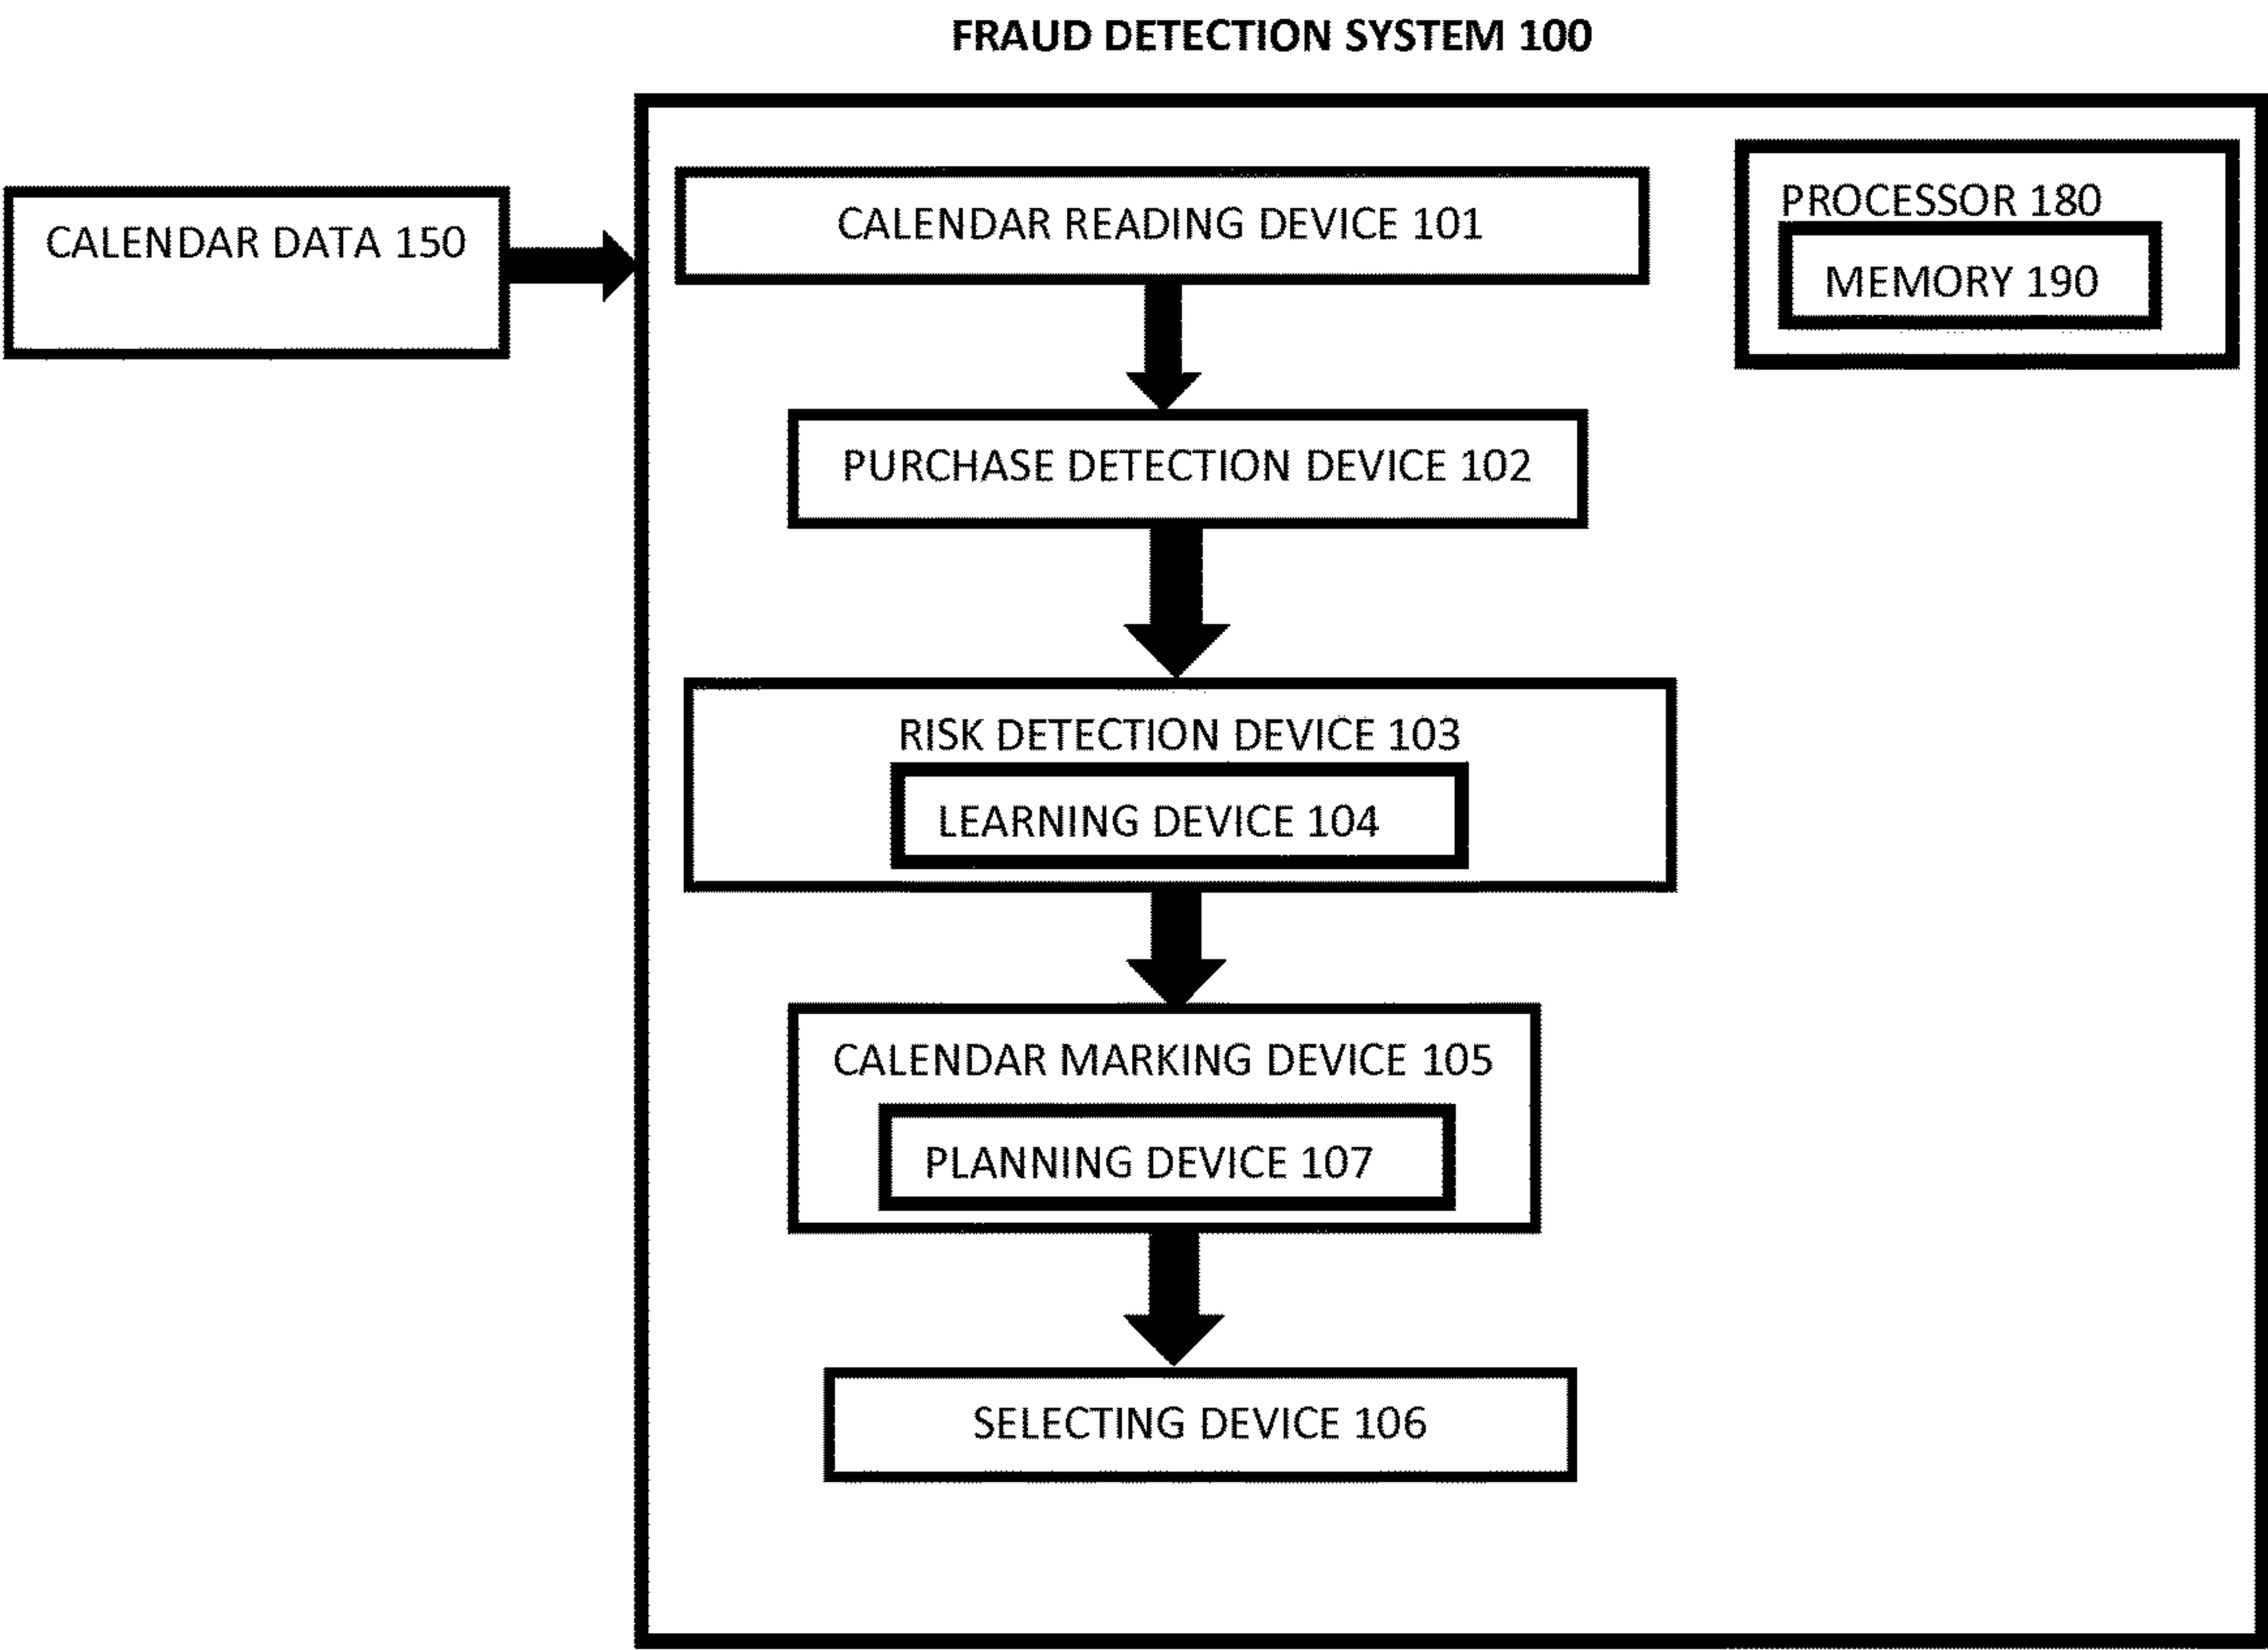 FRAUD DETECTION SYSTEM 100
CALENDAR DATA 150
CALENDAR READING DEVICE 101
PROCESSOR 180
MEMORY 190
PURCHASE DETECTION DEVICE 102
RISK DETECTION DEVICE 103
LEARNING DEVICE 104
CALENDAR MARKING DEVICE 105
PLANNING DEVICE 107
SELECTING DEVICE 106